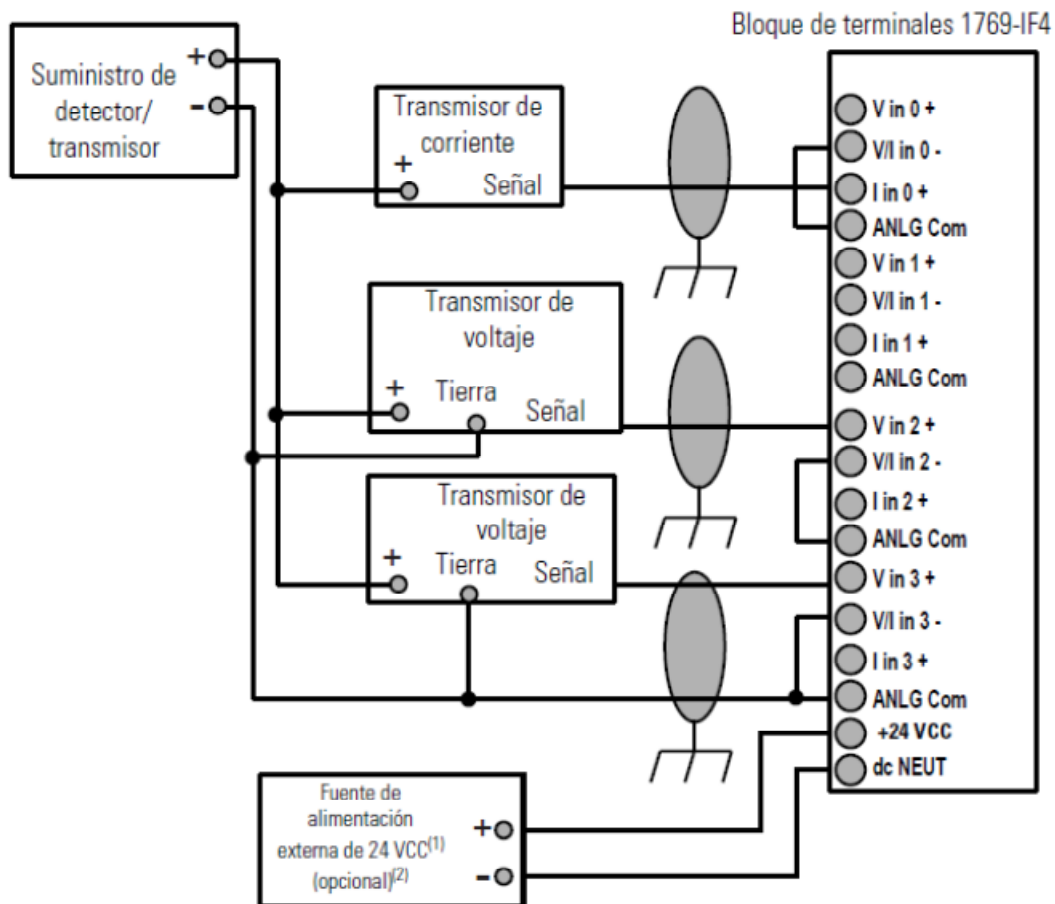 Bloque de terminales 1769-IF4
Suministro de
detector/
transmisor
+
-
Transmisor de
corriente
+
Señal
Transmisor de
voltaje
+
Tierra
Señal
Transmisor de
voltaje
+
Tierra
Señal
V in 0 +
V/I in 0 -
I in 0 +
ANLG Com
V in 1 +
V/I in 1 -
I in 1 +
ANLG Com
V in 2 +
V/I in 2 -
I in 2 +
ANLG Com
V in 3 +
V/I in 3 -
I in 3 +
ANLG Com
+24 VCC
dc NEUT
Fuente de
alimentación
externa de 24 VCC(1)
(opcional)(2)
+
-